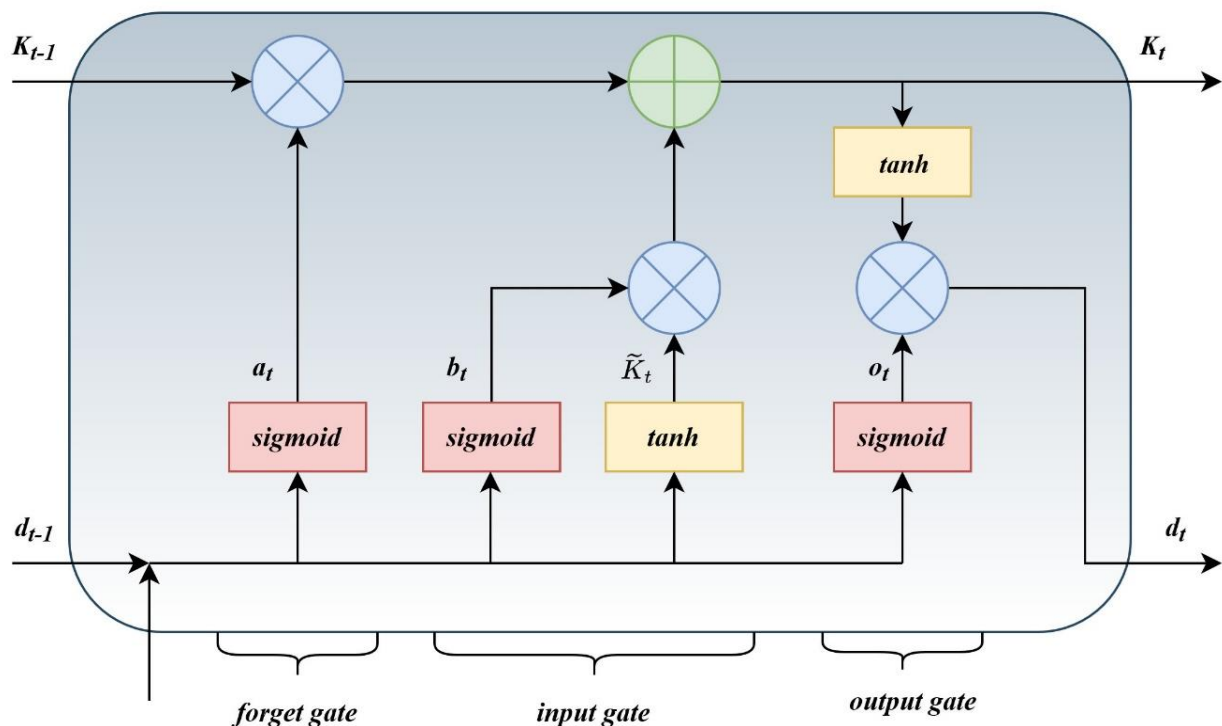 K_{t-1}
K_t
tanh
a_t
b_t
K̃_t
o_t
sigmoid
sigmoid
tanh
sigmoid
d_{t-1}
d_t
forget gate
input gate
output gate